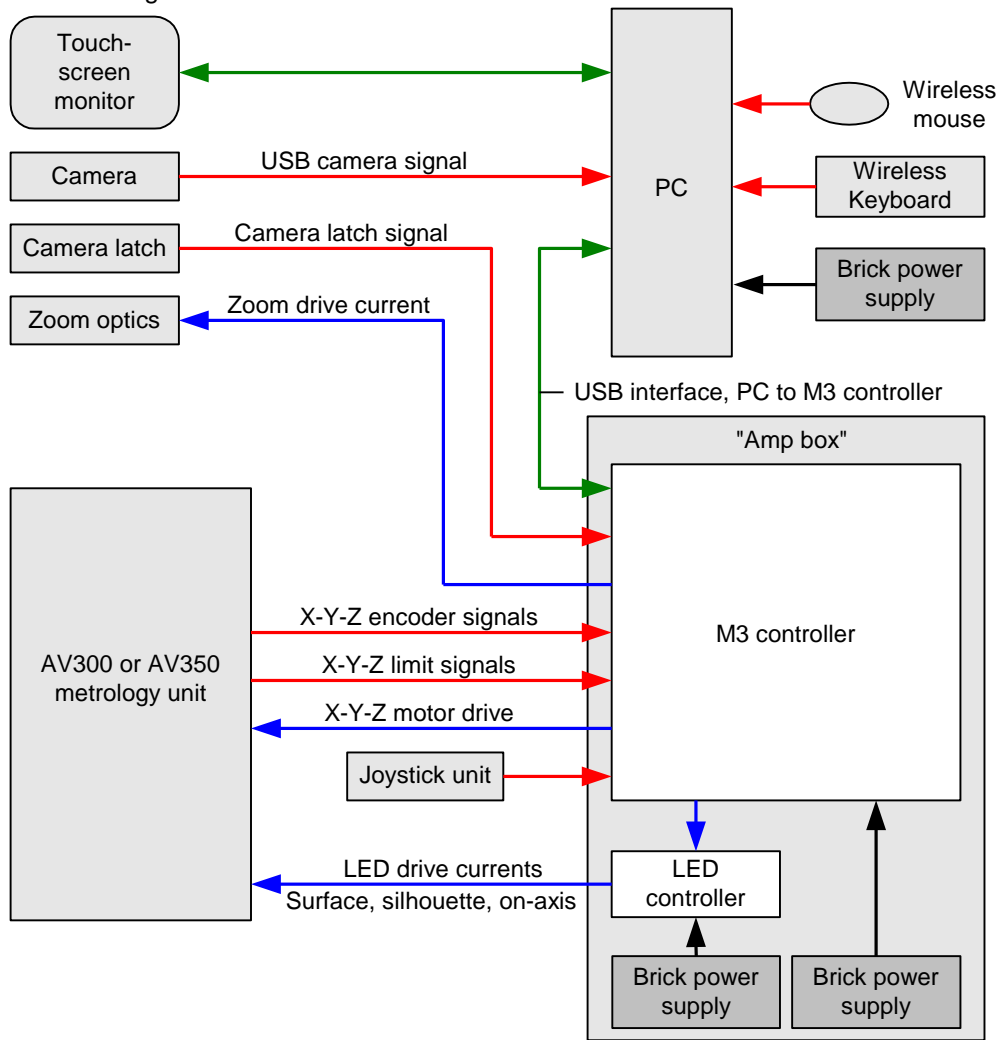 Touch-
screen
monitor
Camera
USB camera signal
Camera latch
Camera latch signal
Zoom optics
Zoom drive current
PC
Wireless
mouse
Wireless
Keyboard
Brick power
supply
USB interface, PC to M3 controller
"Amp box"
M3 controller
AV300 or AV350
metrology unit
X-Y-Z encoder signals
X-Y-Z limit signals
X-Y-Z motor drive
Joystick unit
LED drive currents
Surface, silhouette, on-axis
LED
controller
Brick power
supply
Brick power
supply